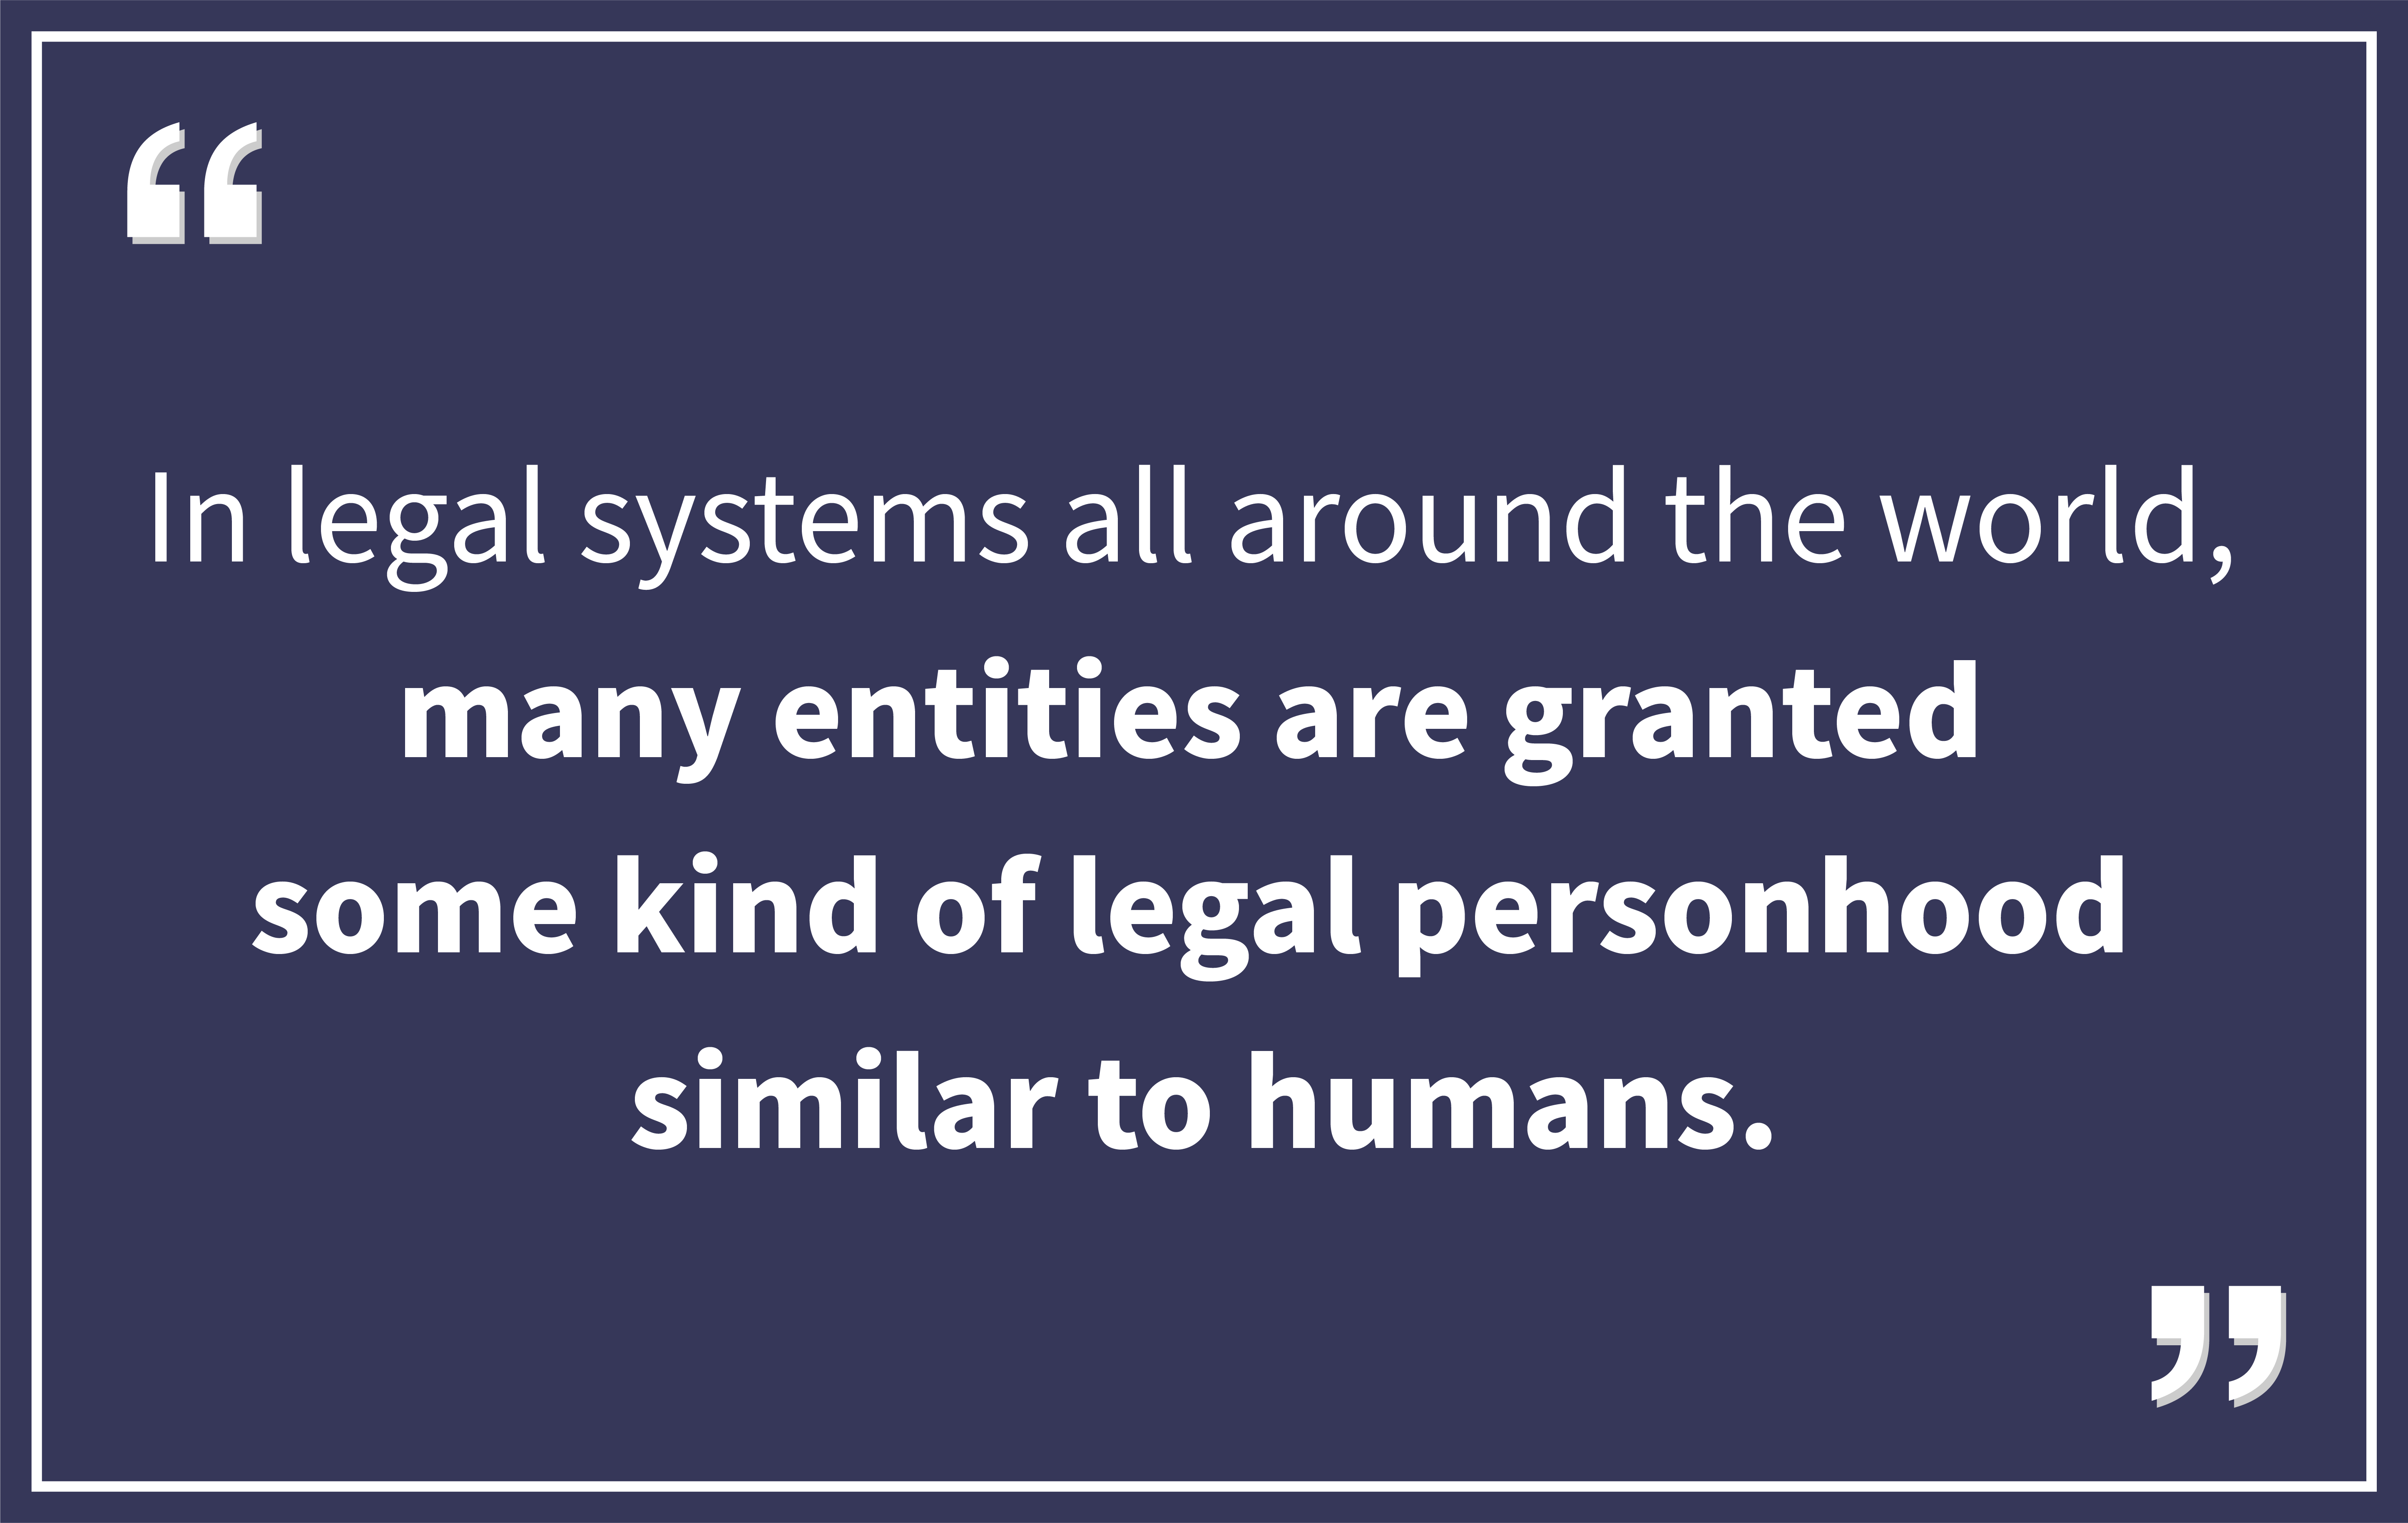 “
In legal systems all around the world,
many entities are granted
some kind of legal personhood
similar to humans.
”